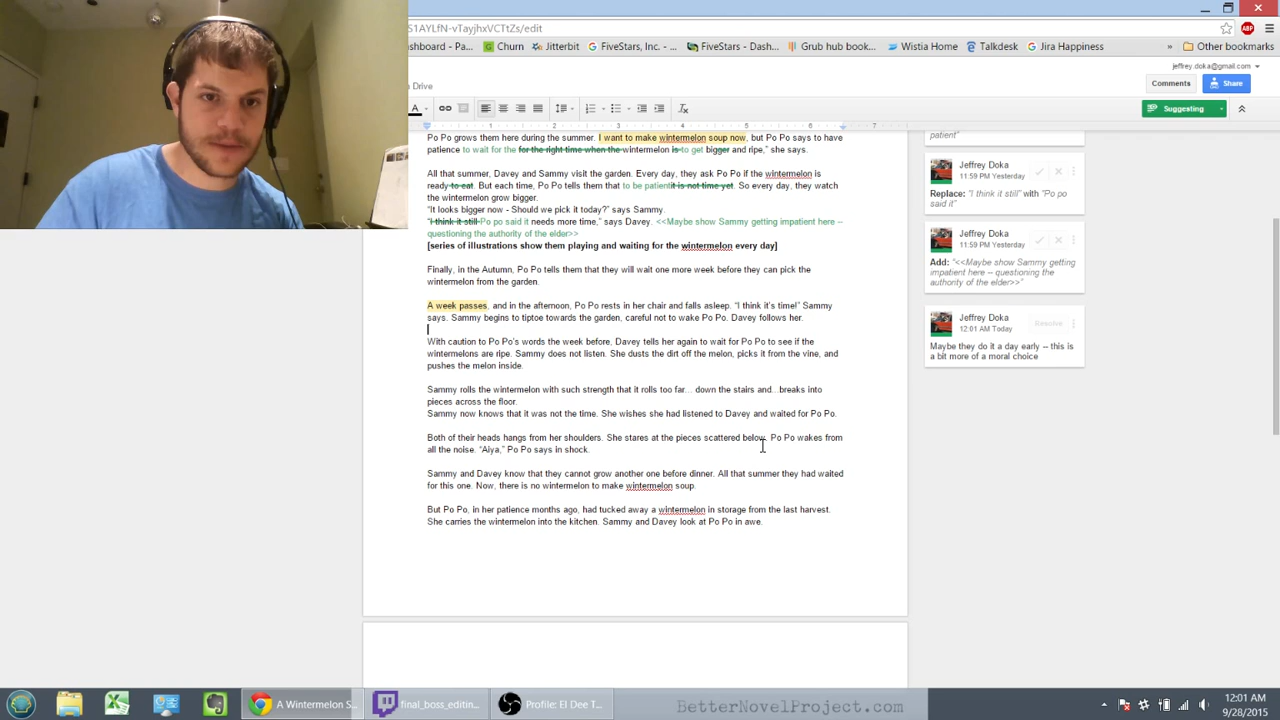 S1AYLfN-vTayjhxVCTtZs/edit
ashboard - Pa... Churn Jitterbit FiveStars, Inc. - ... FiveStars - Dash... Grub hub book... Wistia Home Talkdesk Jira Happiness » Other bookmarks
jeffrey.doka@gmail.com
n Drive
Comments Share
Suggesting
1 2 3 4 5 6 7
Po Po grows them here during the summer. I want to make wintermelon soup now, but Po Po says to have
patience to wait for the for the right time when the wintermelon is to get bigger and ripe,” she says.
All that summer, Davey and Sammy visit the garden. Every day, they ask Po Po if the wintermelon is
ready to eat. But each time, Po Po tells them that to be patient it is not time yet. So every day, they watch
the wintermelon grow bigger.
“It looks bigger now - Should we pick it today?” says Sammy.
“I think it still Po po said it needs more time,” says Davey. <<Maybe show Sammy getting impatient here --
questioning the authority of the elder>>
[series of illustrations show them playing and waiting for the wintermelon every day]
Finally, in the Autumn, Po Po tells them that they will wait one more week before they can pick the
wintermelon from the garden.
A week passes, and in the afternoon, Po Po rests in her chair and falls asleep. “I think it’s time!” Sammy
says. Sammy begins to tiptoe towards the garden, careful not to wake Po Po. Davey follows her.
With caution to Po Po’s words the week before, Davey tells her again to wait for Po Po to see if the
wintermelons are ripe. Sammy does not listen. She dusts the dirt off the melon, picks it from the vine, and
pushes the melon inside.
Sammy rolls the wintermelon with such strength that it rolls too far... down the stairs and...breaks into
pieces across the floor.
Sammy now knows that it was not the time. She wishes she had listened to Davey and waited for Po Po.
Both of their heads hangs from her shoulders. She stares at the pieces scattered below. Po Po wakes from
all the noise. “Aiya,” Po Po says in shock.
Sammy and Davey know that they cannot grow another one before dinner. All that summer they had waited
for this one. Now, there is no wintermelon to make wintermelon soup.
But Po Po, in her patience months ago, had tucked away a wintermelon in storage from the last harvest.
She carries the wintermelon into the kitchen. Sammy and Davey look at Po Po in awe.
patient”
Jeffrey Doka
11:59 PM Yesterday
Replace: “I think it still” with “Po po
said it”
Jeffrey Doka
11:59 PM Yesterday
Add: “<<Maybe show Sammy getting
impatient here -- questioning the
authority of the elder>>”
Jeffrey Doka
12:01 AM Today
Resolve
Maybe they do it a day early -- this is
a bit more of a moral choice
A Wintermelon S... final_boss_editin... Profile: El Dee T... BetterNovelProject.com
12:01 AM
9/28/2015